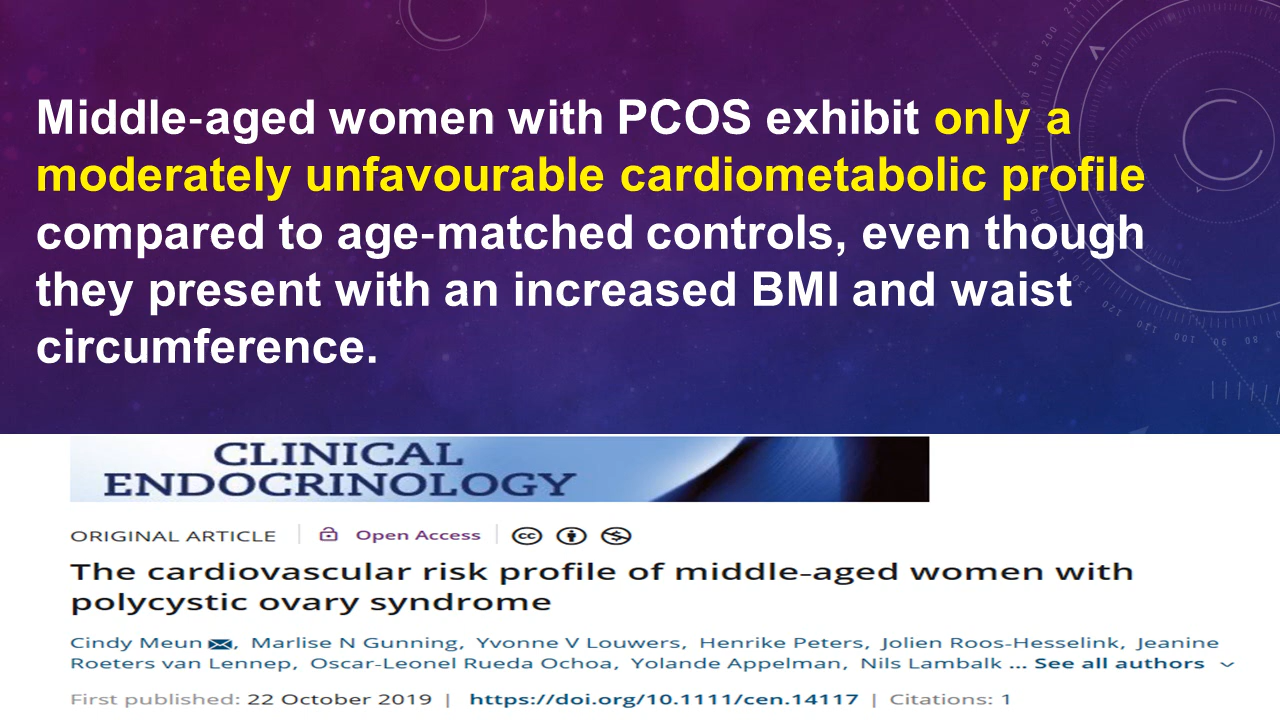 Middle-aged women with PCOS exhibit only a
moderately unfavourable cardiometabolic profile
compared to age-matched controls, even though
they present with an increased BMI and waist
circumference.
CLINICAL
ENDOCRINOLOGY
ORIGINAL ARTICLE | Open Access |
The cardiovascular risk profile of middle-aged women with
polycystic ovary syndrome
Cindy Meun, Marlise N Gunning, Yvonne V Louwers, Henrike Peters, Jolien Roos-Hesselink, Jeanine
Roeters van Lennep, Oscar-Leonel Rueda Ochoa, Yolande Appelman, Nils Lambalk ... See all authors
First published: 22 October 2019 | https://doi.org/10.1111/cen.14117 | Citations: 1